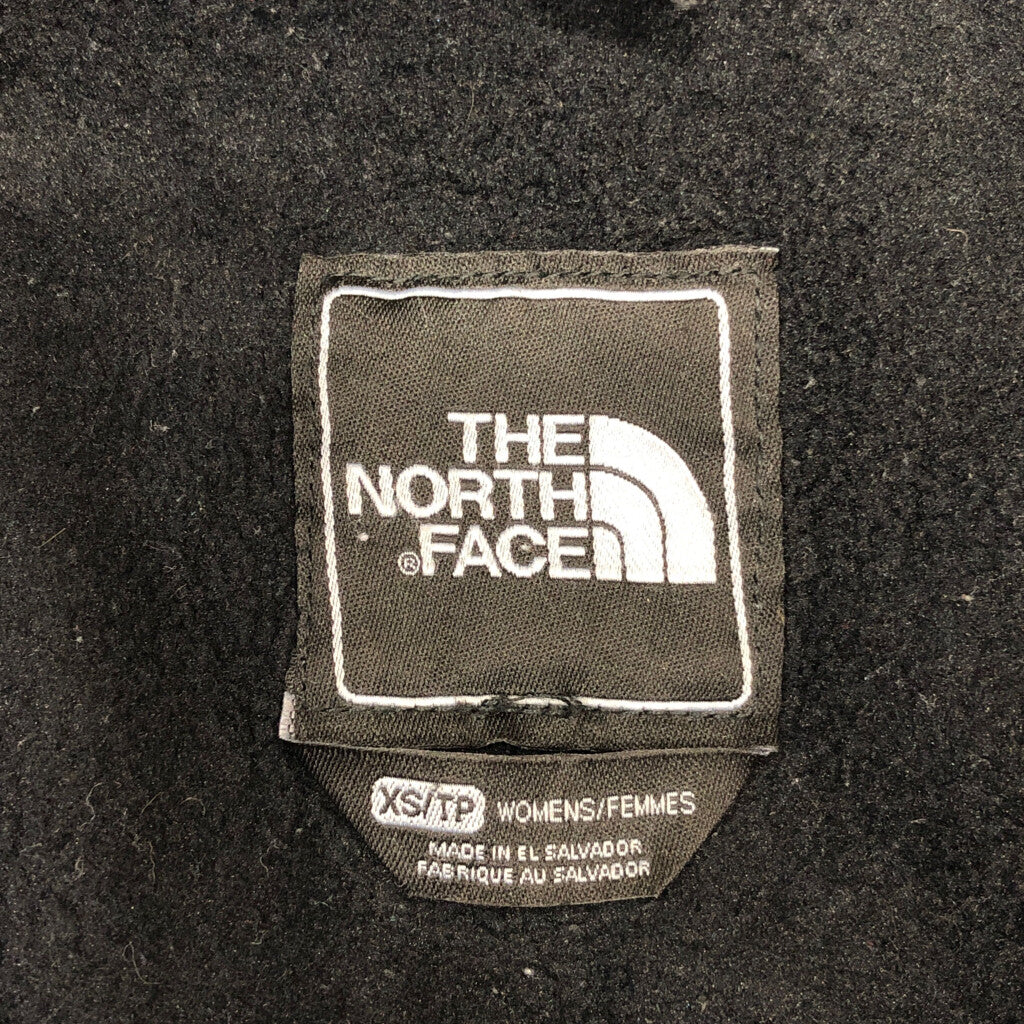 THE
NORTH
®FACE
XS/TP WOMENS/FEMMES
MADE IN EL SALVADOR
FABRIQUE AU SALVADOR